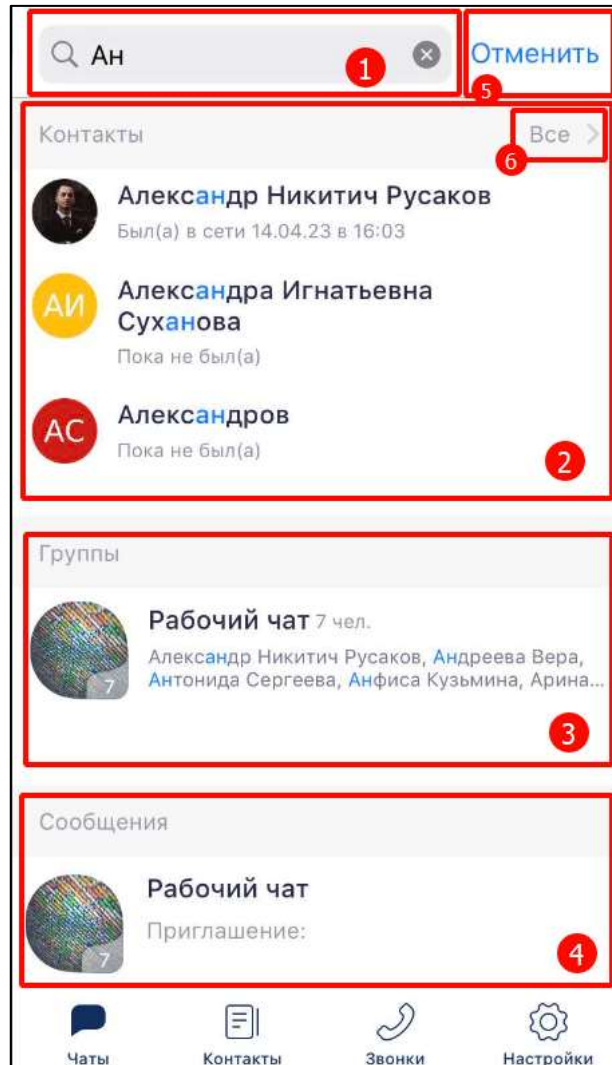 Ан
1
Отменить
5
Контакты
Все
6
Александр Никитич Русаков
Был(а) в сети 14.04.23 в 16:03
АИ
Александра Игнатьевна
Суханова
Пока не был(а)
АС
Александров
Пока не был(а)
2
Группы
Рабочий чат 7 чел.
Александр Никитич Русаков, Андреева Вера,
Антонида Сергеева, Анфиса Кузьмина, Арина...
7
3
Сообщения
Рабочий чат
Приглашение:
7
4
Чаты
Контакты
Звонки
Настройки